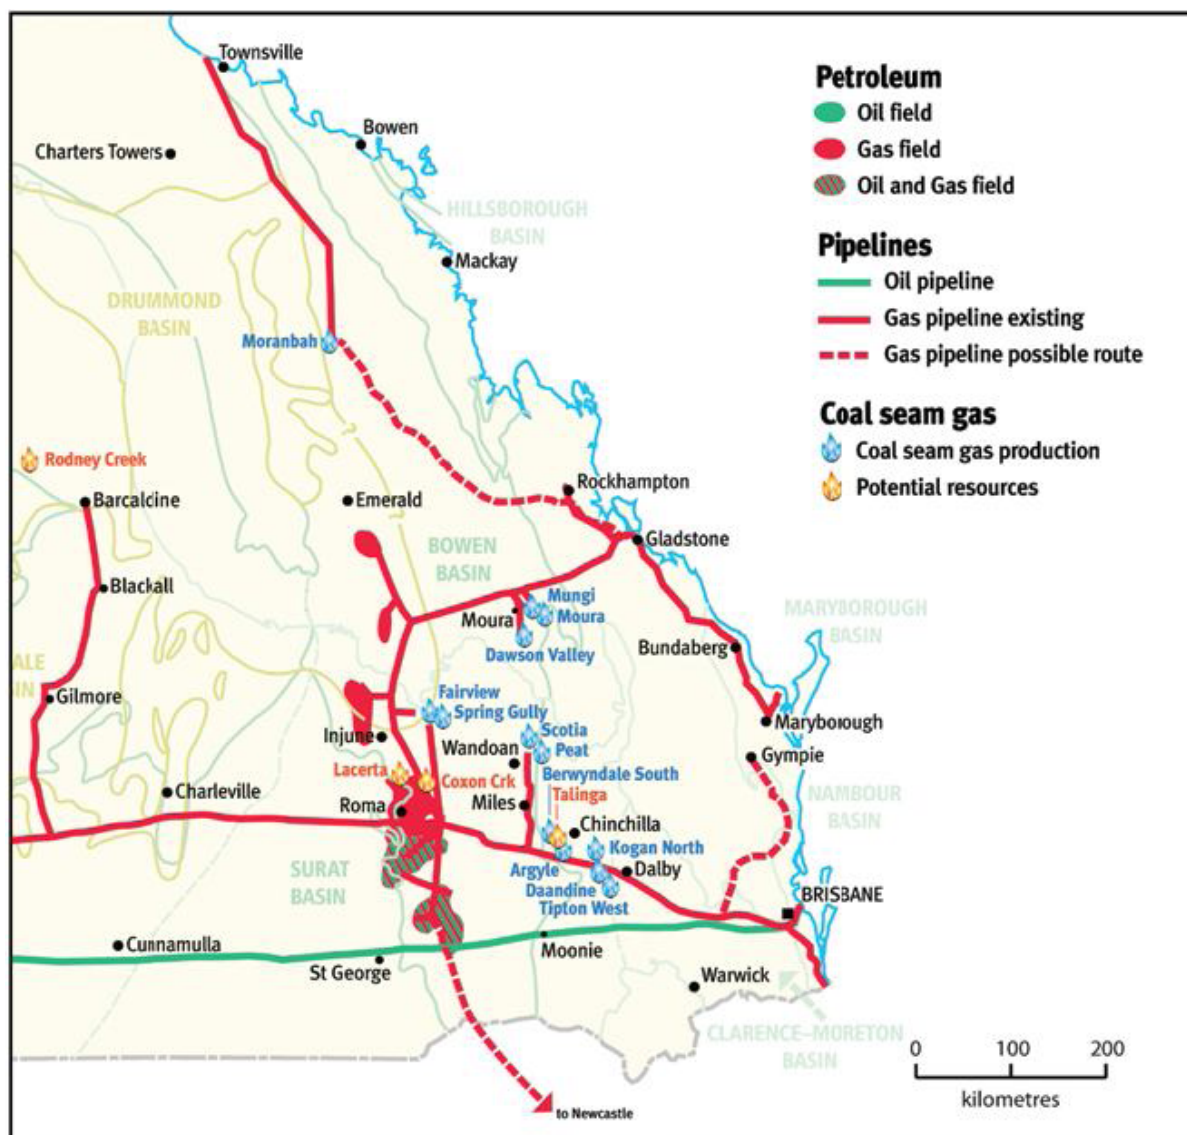 Townsville
Bowen
Charters Towers
HILLSBOROUGH
BASIN
Mackay
DRUMMOND
BASIN
Moranbah
Rodney Creek
Barcaldine
Emerald
Rockhampton
Gladstone
BOWEN
BASIN
Blackall
Mungi
Moura
Moura
Dawson Valley
MARYBOROUGH
BASIN
Bundaberg
ALE
IN
Gilmore
Fairview
Spring Gully
Maryborough
Injune
Scotia
Wandoan
Peat
Gympie
Lacerta
Coxon Crk
Berwyndale South
Talinga
Charleville
Roma
Miles
NAMBOUR
BASIN
Chinchilla
Kogan North
SURAT
BASIN
Argyle
Dalby
Daandine
Tipton West
BRISBANE
Cunnamulla
Moonie
St George
Warwick
CLARENCE–MORETON
BASIN
to Newcastle
Petroleum
Oil field
Gas field
Oil and Gas field
Pipelines
Oil pipeline
Gas pipeline existing
Gas pipeline possible route
Coal seam gas
Coal seam gas production
Potential resources
0 100 200
kilometres